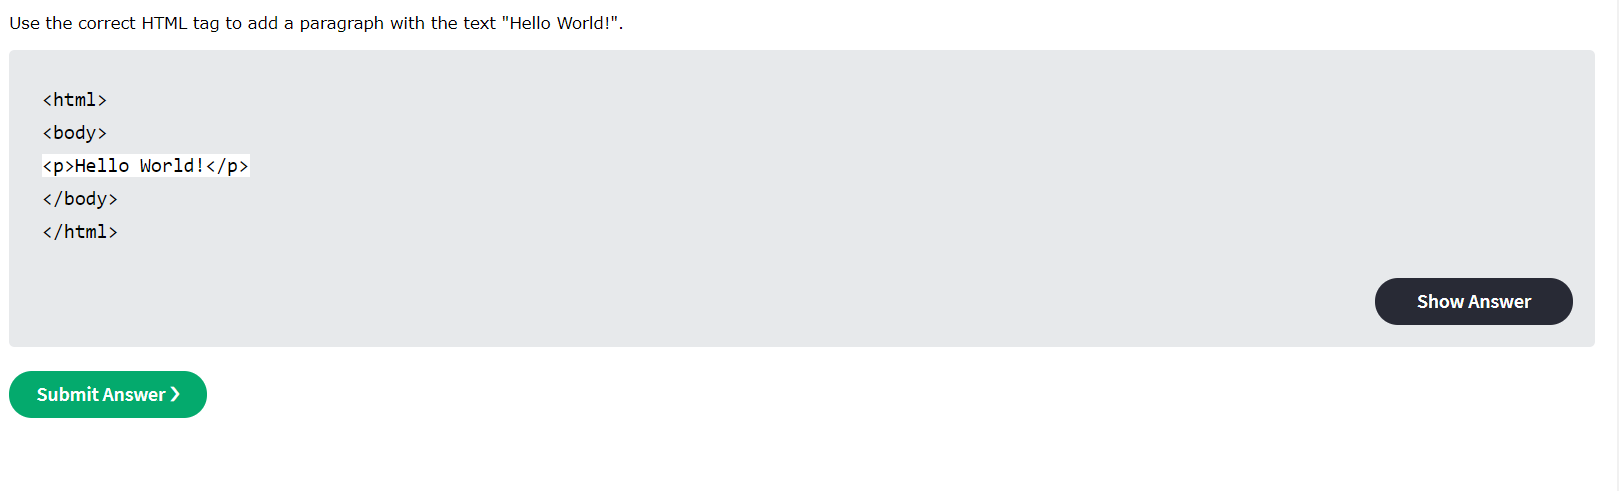 Use the correct HTML tag to add a paragraph with the text "Hello World!".
<html>
<body>
<p>Hello World!</p>
</body>
</html>
Show Answer
Submit Answer ❯